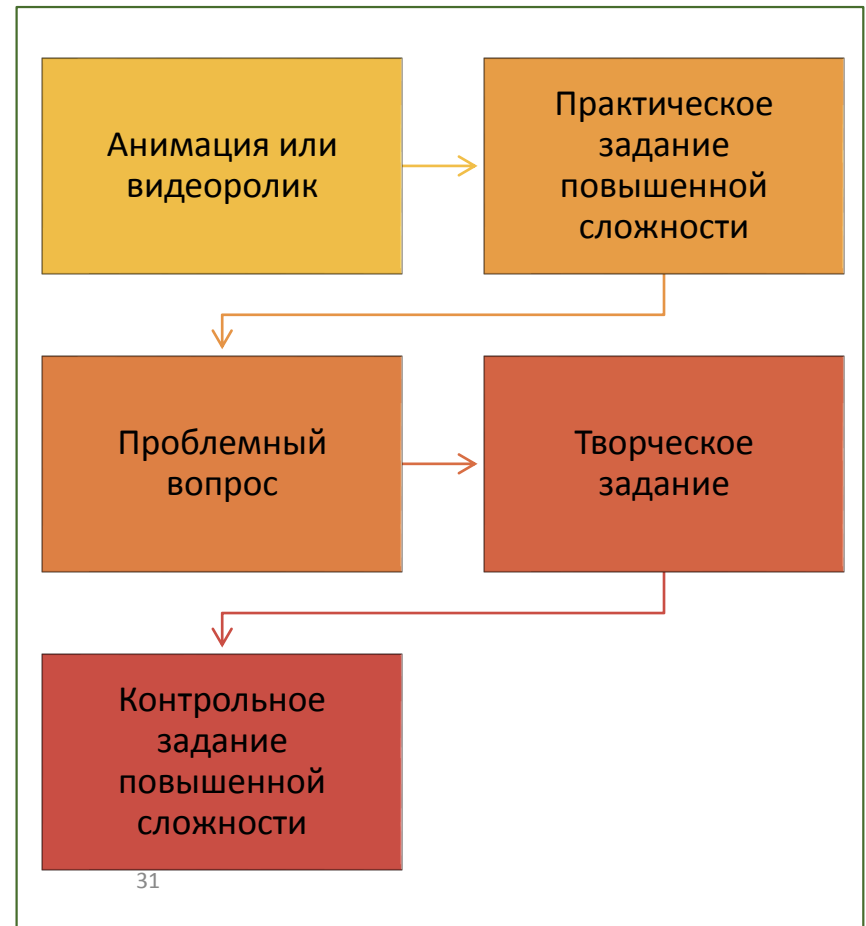 Анимация или
видеоролик
Практическое
задание
повышенной
сложности
Проблемный
вопрос
Творческое
задание
Контрольное
задание
повышенной
сложности
31